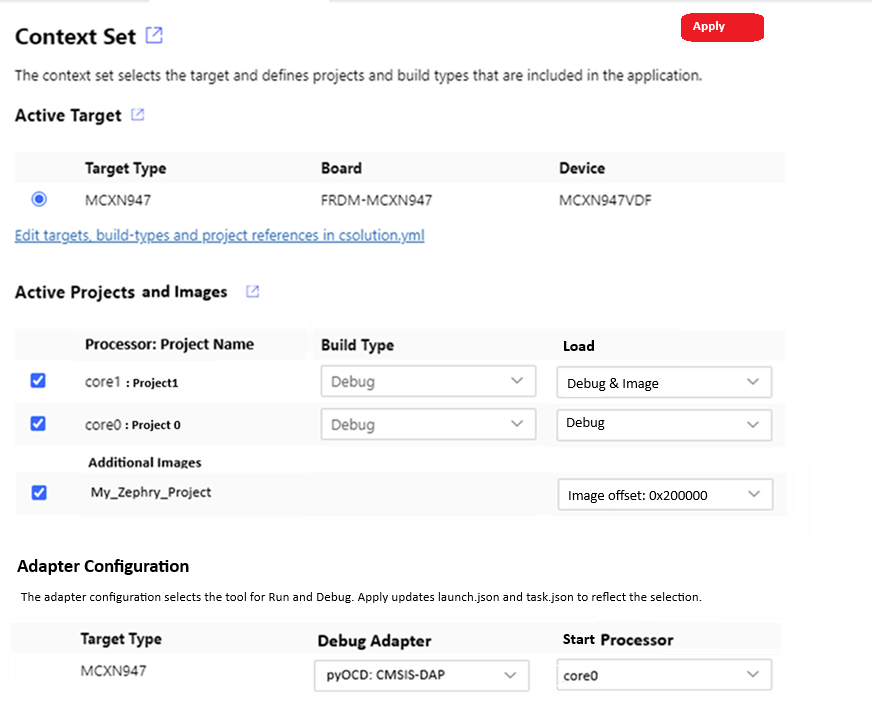 Context Set
Apply
The context set selects the target and defines projects and build types that are included in the application.
Active Target
Target Type Board Device
MCXN947 FRDM-MCXN947 MCXN947VDF
Edit targets, build-types and project references in csolution.yml
Active Projects and Images
Processor: Project Name Build Type Load
core1 : Project1 Debug Debug & Image
core0 : Project 0 Debug Debug
Additional Images
My_Zephry_Project Image offset: 0x200000
Adapter Configuration
The adapter configuration selects the tool for Run and Debug. Apply updates launch.json and task.json to reflect the selection.
Target Type Debug Adapter Start Processor
MCXN947 pyOCD: CMSIS-DAP core0